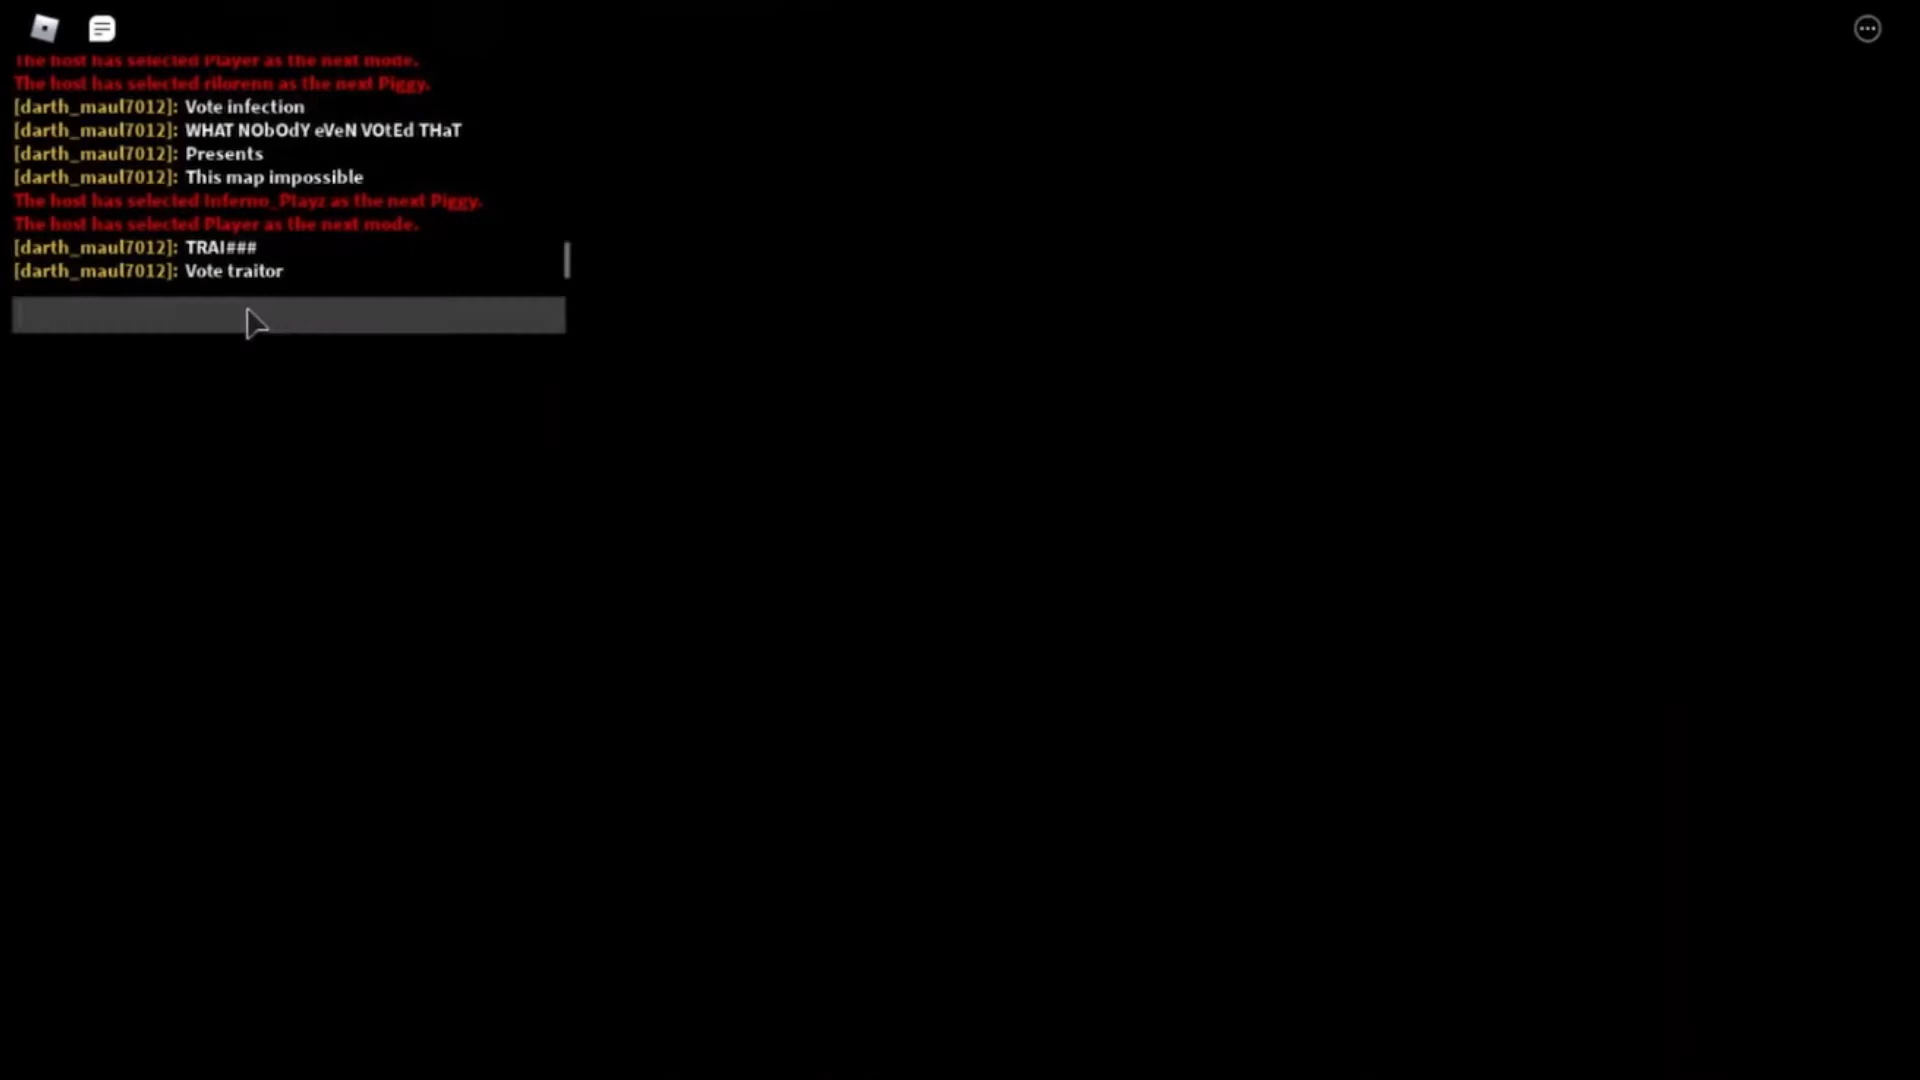 The host has selected Player as the next mode.
The host has selected rilorenn as the next Piggy.
[darth_maul7012]: Vote infection
[darth_maul7012]: WHAT NObOdY eVeN VOtEd THaT
[darth_maul7012]: Presents
[darth_maul7012]: This map impossible
The host has selected Inferno_Playz as the next Piggy.
The host has selected Player as the next mode.
[darth_maul7012]: TRAI###
[darth_maul7012]: Vote traitor